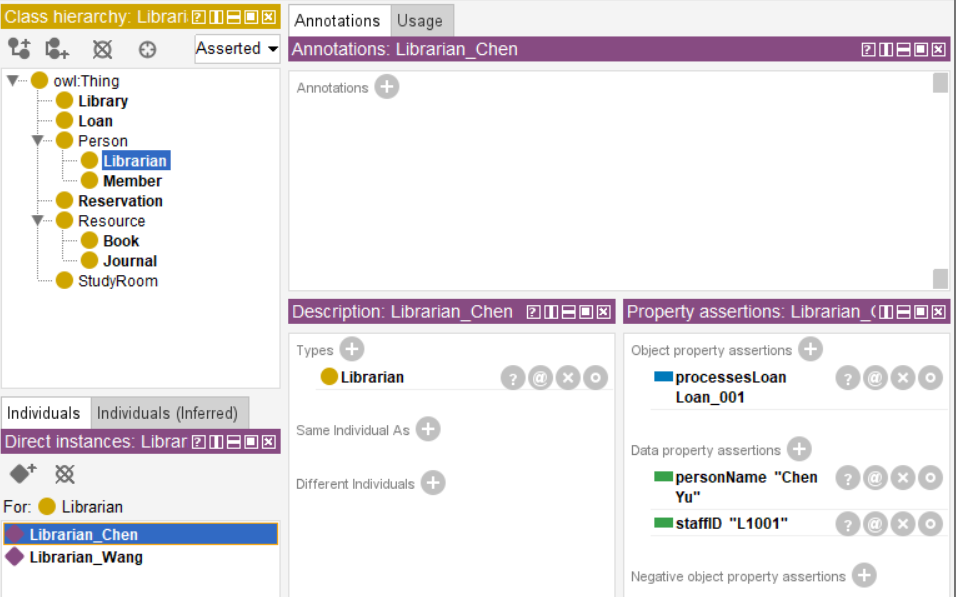 Class hierarchy: Librari
Asserted
owl:Thing
Library
Loan
Person
Librarian
Member
Reservation
Resource
Book
Journal
StudyRoom
Individuals
Individuals (Inferred)
Direct instances: Librar
For: Librarian
Librarian_Chen
Librarian_Wang
Annotations
Usage
Annotations: Librarian_Chen
Annotations
Description: Librarian_Chen
Types
Librarian
Same Individual As
Different Individuals
Property assertions: Librarian_
Object property assertions
processesLoan
Loan_001
Data property assertions
personName "Chen
Yu"
staffID "L1001"
Negative object property assertions